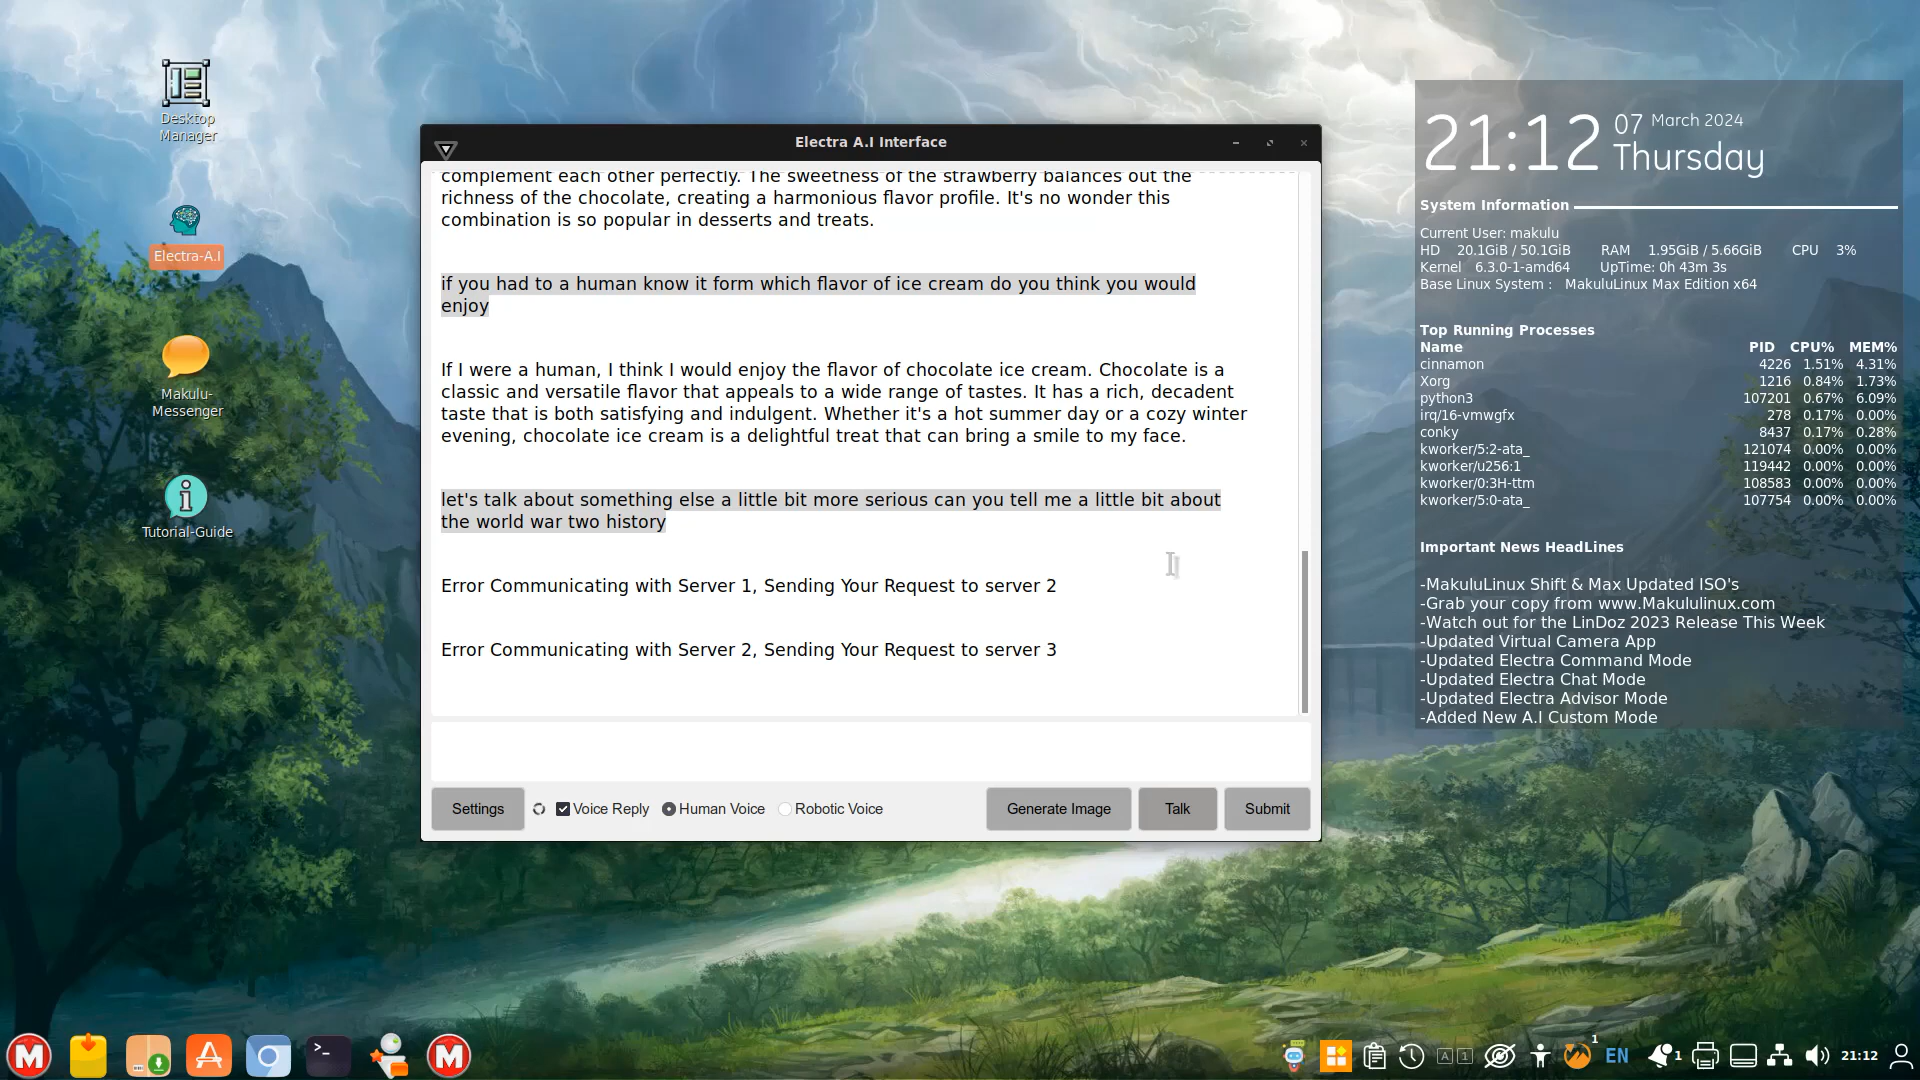 Desktop
Manager
Electra-A.I
Makulu-
Messenger
Tutorial-Guide
Electra A.I Interface
complement each other perfectly. The sweetness of the strawberry balances out the
richness of the chocolate, creating a harmonious flavor profile. It's no wonder this
combination is so popular in desserts and treats.
if you had to a human know it form which flavor of ice cream do you think you would
enjoy
If I were a human, I think I would enjoy the flavor of chocolate ice cream. Chocolate is a
classic and versatile flavor that appeals to a wide range of tastes. It has a rich, decadent
taste that is both satisfying and indulgent. Whether it's a hot summer day or a cozy winter
evening, chocolate ice cream is a delightful treat that can bring a smile to my face.
let's talk about something else a little bit more serious can you tell me a little bit about
the world war two history
Error Communicating with Server 1, Sending Your Request to server 2
Error Communicating with Server 2, Sending Your Request to server 3
Settings Voice Reply Human Voice Robotic Voice Generate Image Talk Submit
21:12 07 March 2024
Thursday
System Information
Current User: makulu
HD 20.1GiB / 50.1GiB RAM 1.95GiB / 5.66GiB CPU 3%
Kernel 6.3.0-1-amd64 UpTime: 0h 43m 3s
Base Linux System : MakuluLinux Max Edition x64
Top Running Processes
Name PID CPU% MEM%
cinnamon 4226 1.51% 4.31%
Xorg 1216 0.84% 1.73%
python3 107201 0.67% 6.09%
irq/16-vmwgfx 278 0.17% 0.00%
conky 8437 0.17% 0.28%
kworker/5:2-ata_ 121074 0.00% 0.00%
kworker/u256:1 119442 0.00% 0.00%
kworker/0:3H-ttm 108583 0.00% 0.00%
kworker/5:0-ata_ 107754 0.00% 0.00%
Important News HeadLines
-MakuluLinux Shift & Max Updated ISO's
-Grab your copy from www.Makululinux.com
-Watch out for the LinDoz 2023 Release This Week
-Updated Virtual Camera App
-Updated Electra Command Mode
-Updated Electra Chat Mode
-Updated Electra Advisor Mode
-Added New A.I Custom Mode
M >_ M A 1 1 EN 1 21:12